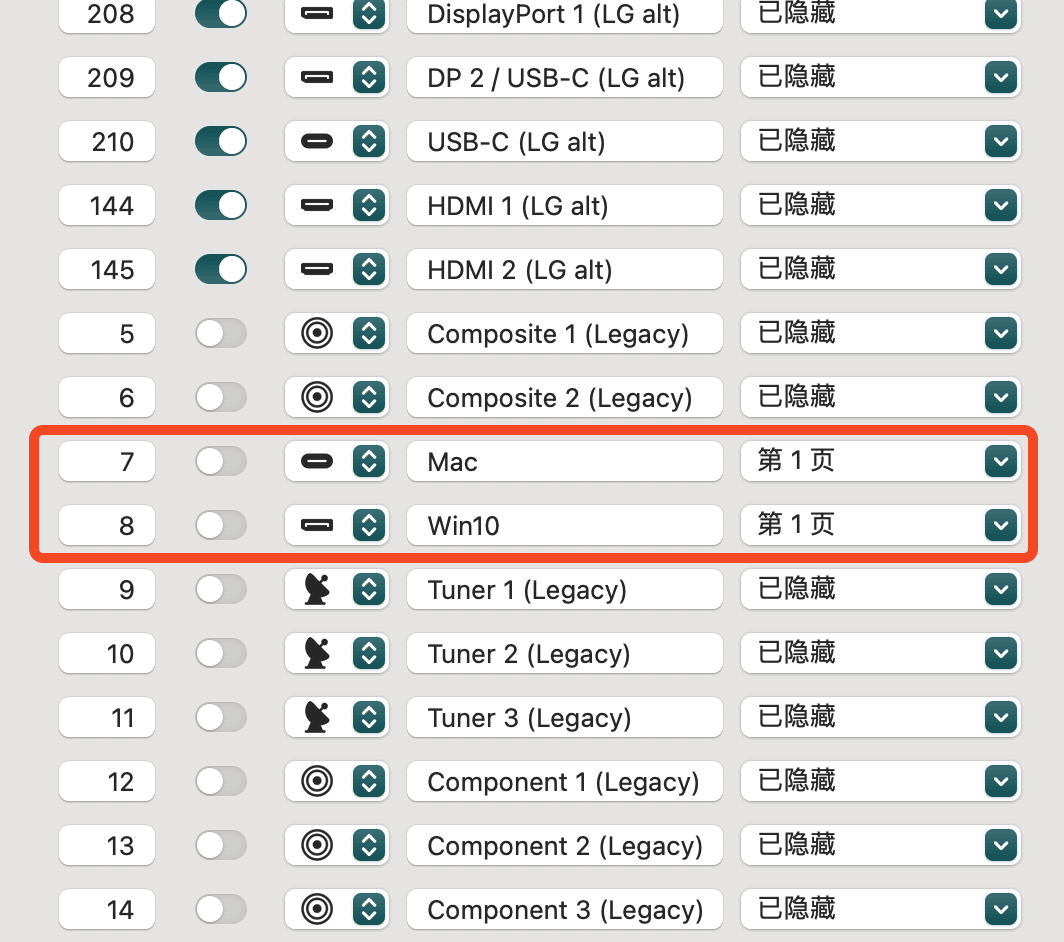 208 DisplayPort 1 (LG alt) 已隐藏
209 DP 2 / USB-C (LG alt) 已隐藏
210 USB-C (LG alt) 已隐藏
144 HDMI 1 (LG alt) 已隐藏
145 HDMI 2 (LG alt) 已隐藏
5 Composite 1 (Legacy) 已隐藏
6 Composite 2 (Legacy) 已隐藏
7 Mac 第 1 页
8 Win10 第 1 页
9 Tuner 1 (Legacy) 已隐藏
10 Tuner 2 (Legacy) 已隐藏
11 Tuner 3 (Legacy) 已隐藏
12 Component 1 (Legacy) 已隐藏
13 Component 2 (Legacy) 已隐藏
14 Component 3 (Legacy) 已隐藏